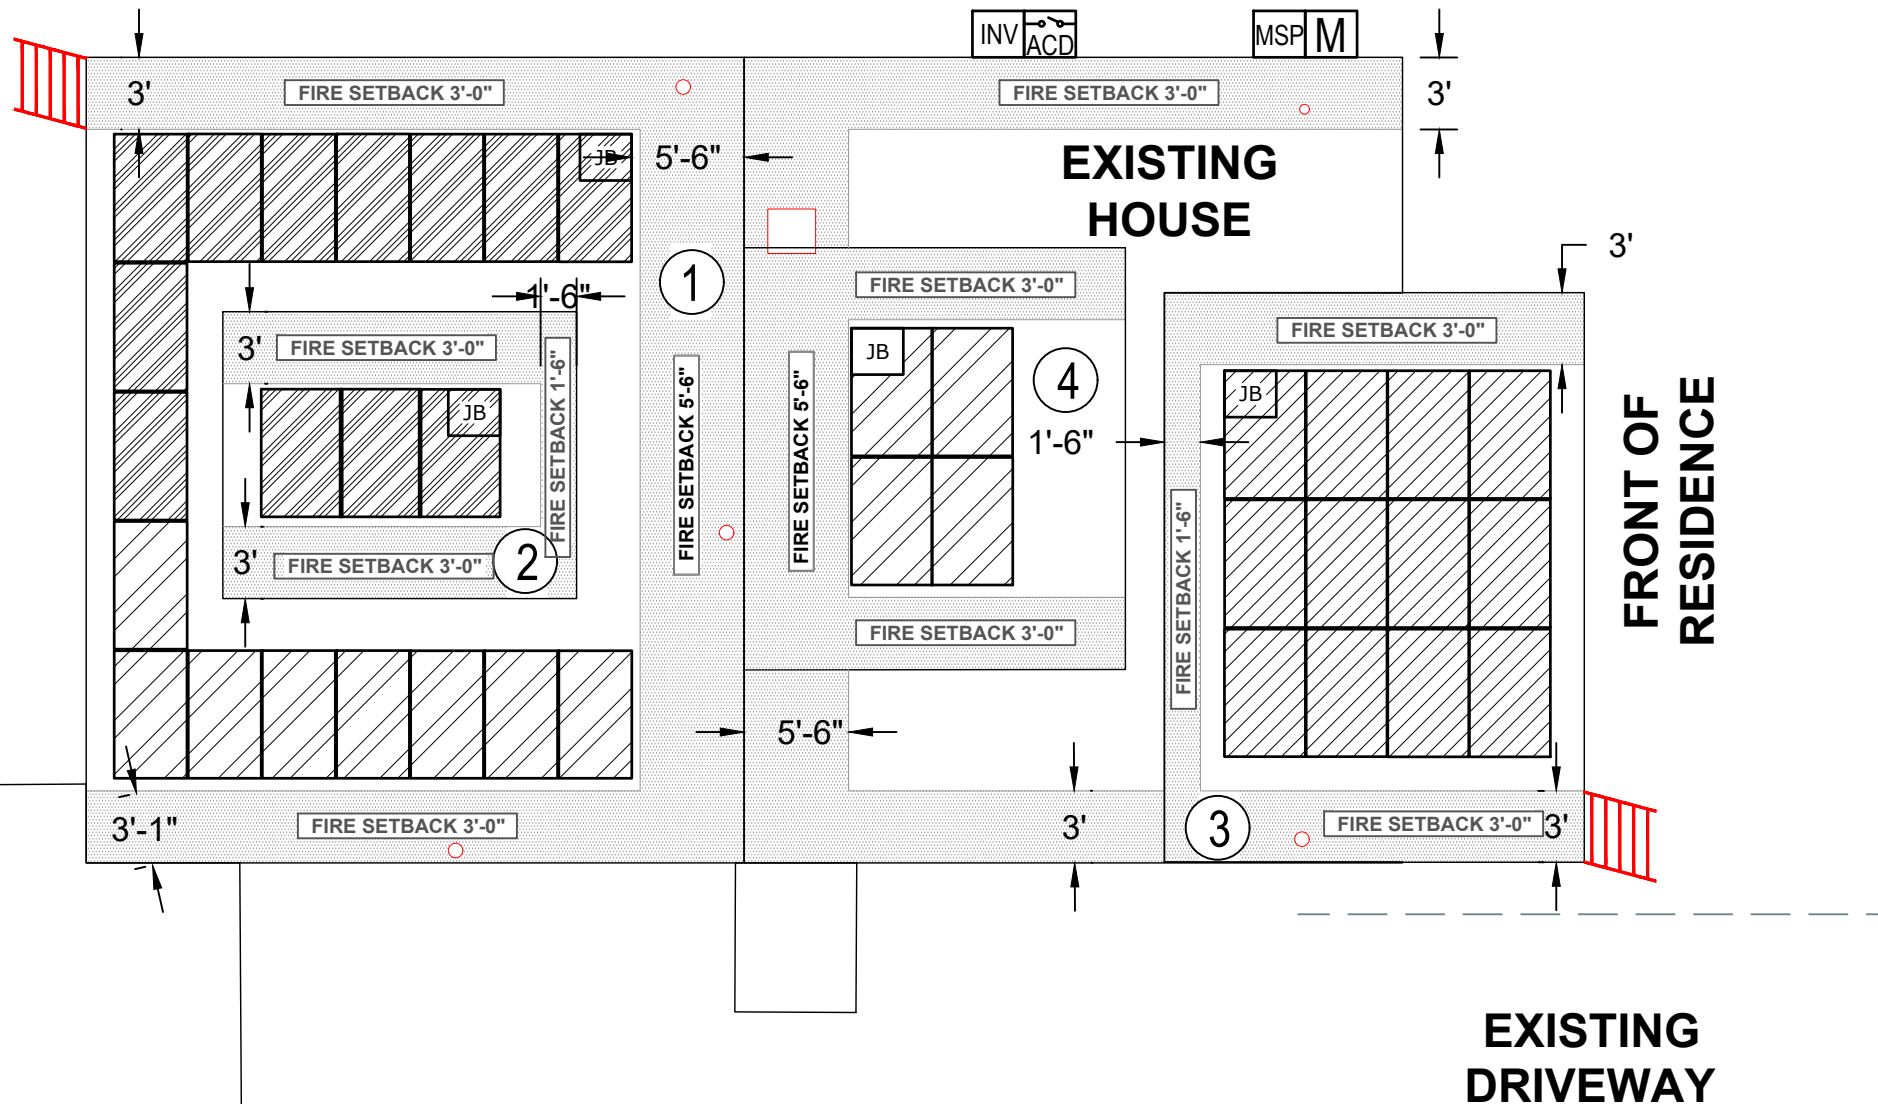 INV
ACD
MSP
M
3'
FIRE SETBACK 3'-0"
FIRE SETBACK 3'-0"
3'
JB
5'-6"
EXISTING
HOUSE
3'
1
FIRE SETBACK 3'-0"
1'-6"
3'
FIRE SETBACK 3'-0"
FIRE SETBACK 1'-6"
FIRE SETBACK 5'-6"
FIRE SETBACK 5'-6"
JB
4
FIRE SETBACK 3'-0"
JB
JB
1'-6"
FIRE SETBACK 1'-6"
FRONT OF
RESIDENCE
3'
FIRE SETBACK 3'-0"
2
FIRE SETBACK 3'-0"
5'-6"
3'-1"
FIRE SETBACK 3'-0"
3'
3
FIRE SETBACK 3'-0"
3'
EXISTING
DRIVEWAY